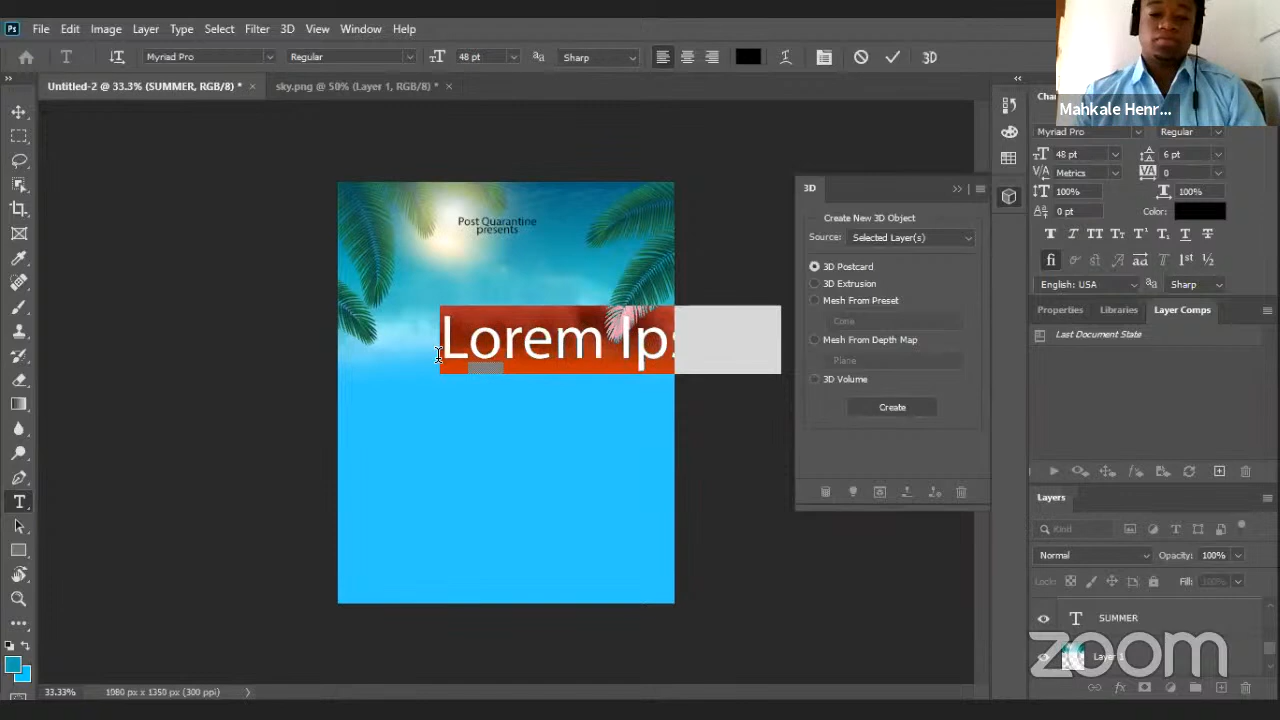 File Edit Image Layer Type Select Filter 3D View Window Help
Myriad Pro Regular 48 pt Sharp 3D
Untitled-2 @ 33.3% (SUMMER, RGB/8) * × sky.png @ 50% (Layer 1, RGB/8) * ×
Mahkale Henr...
Post Quarantine
presents
Lorem Ip
3D
Create New 3D Object
Source: Selected Layer(s)
3D Postcard
3D Extrusion
Mesh From Preset
Cone
Mesh From Depth Map
Plane
3D Volume
Create
Myriad Pro Regular
48 pt 6 pt
Metrics 0
100% 100%
0 pt Color:
English: USA Sharp
Properties Libraries Layer Comps
Last Document State
Layers
Kind
Normal Opacity: 100%
Lock: Fill: 100%
SUMMER
Layer 1
zoom
33.33% 1080 px x 1350 px (300 ppi)